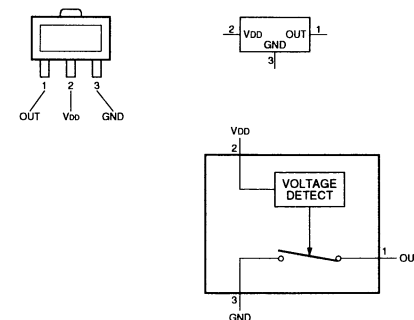 1 2 3
OUT VDD GND
2 VDD OUT 1
GND
3
VDD
2
VOLTAGE
DETECT
1
OU
3
GND